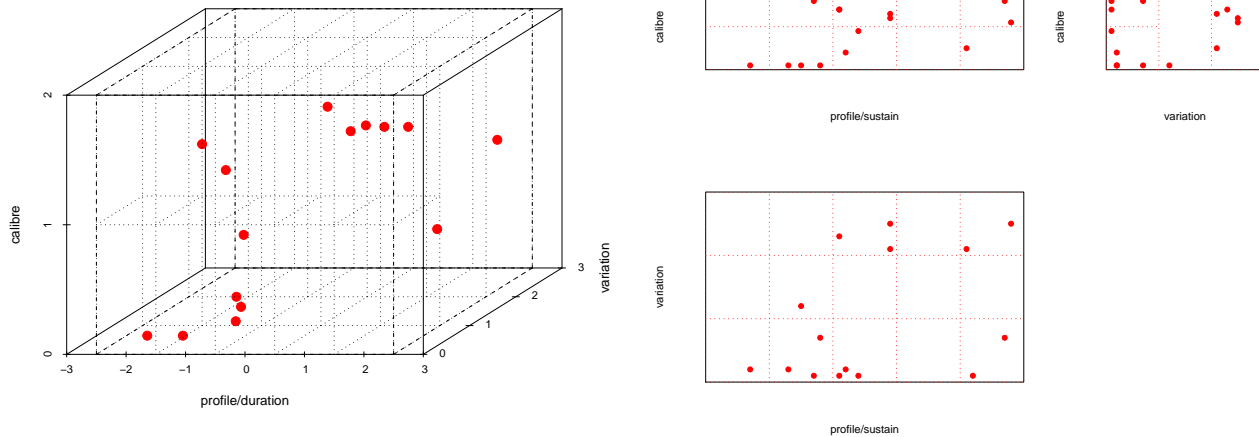 calibre
2
1
0
−3
−2
−1
0
1
2
3
profile/duration
0
1
2
3
variation
calibre
profile/sustain
calibre
variation
variation
profile/sustain